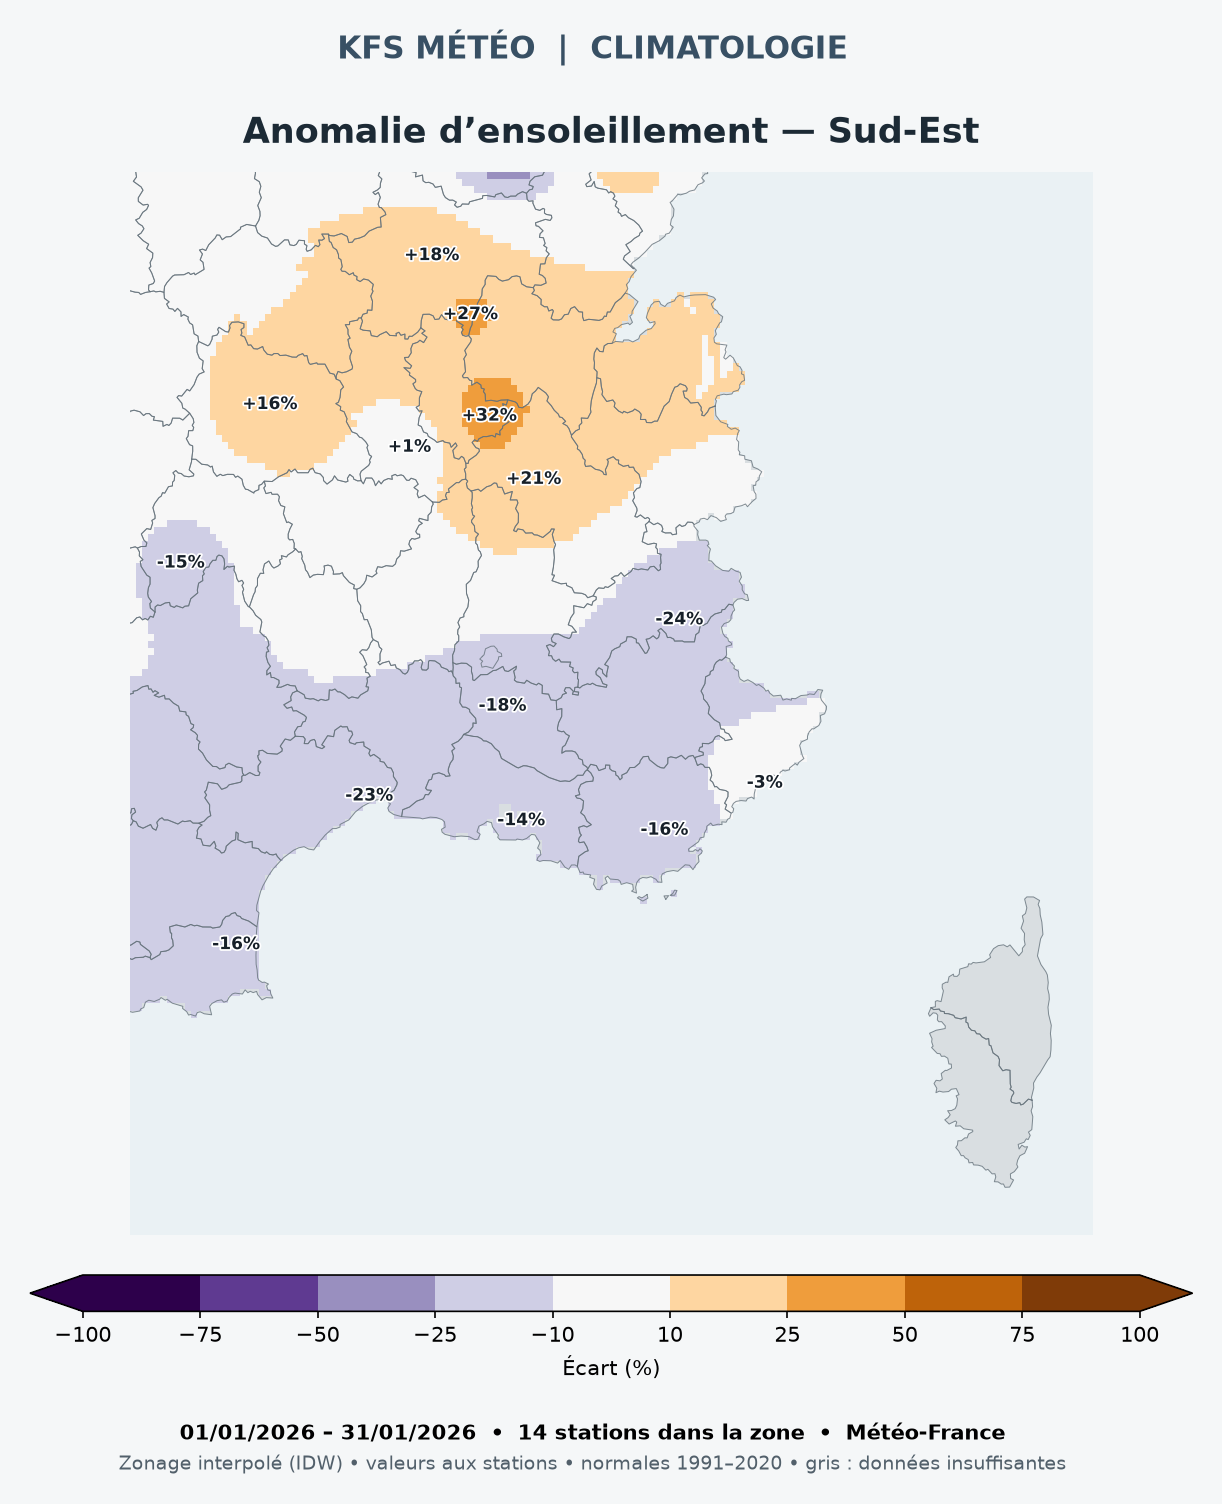 KFS MÉTÉO | CLIMATOLOGIE
Anomalie d’ensoleillement — Sud-Est
+18%
+27%
+16%
+32%
+1%
+21%
-15%
-24%
-18%
-3%
-23%
-14%
-16%
-16%
−100 −75 −50 −25 −10 10 25 50 75 100
Écart (%)
01/01/2026 – 31/01/2026 • 14 stations dans la zone • Météo-France
Zonage interpolé (IDW) • valeurs aux stations • normales 1991–2020 • gris : données insuffisantes